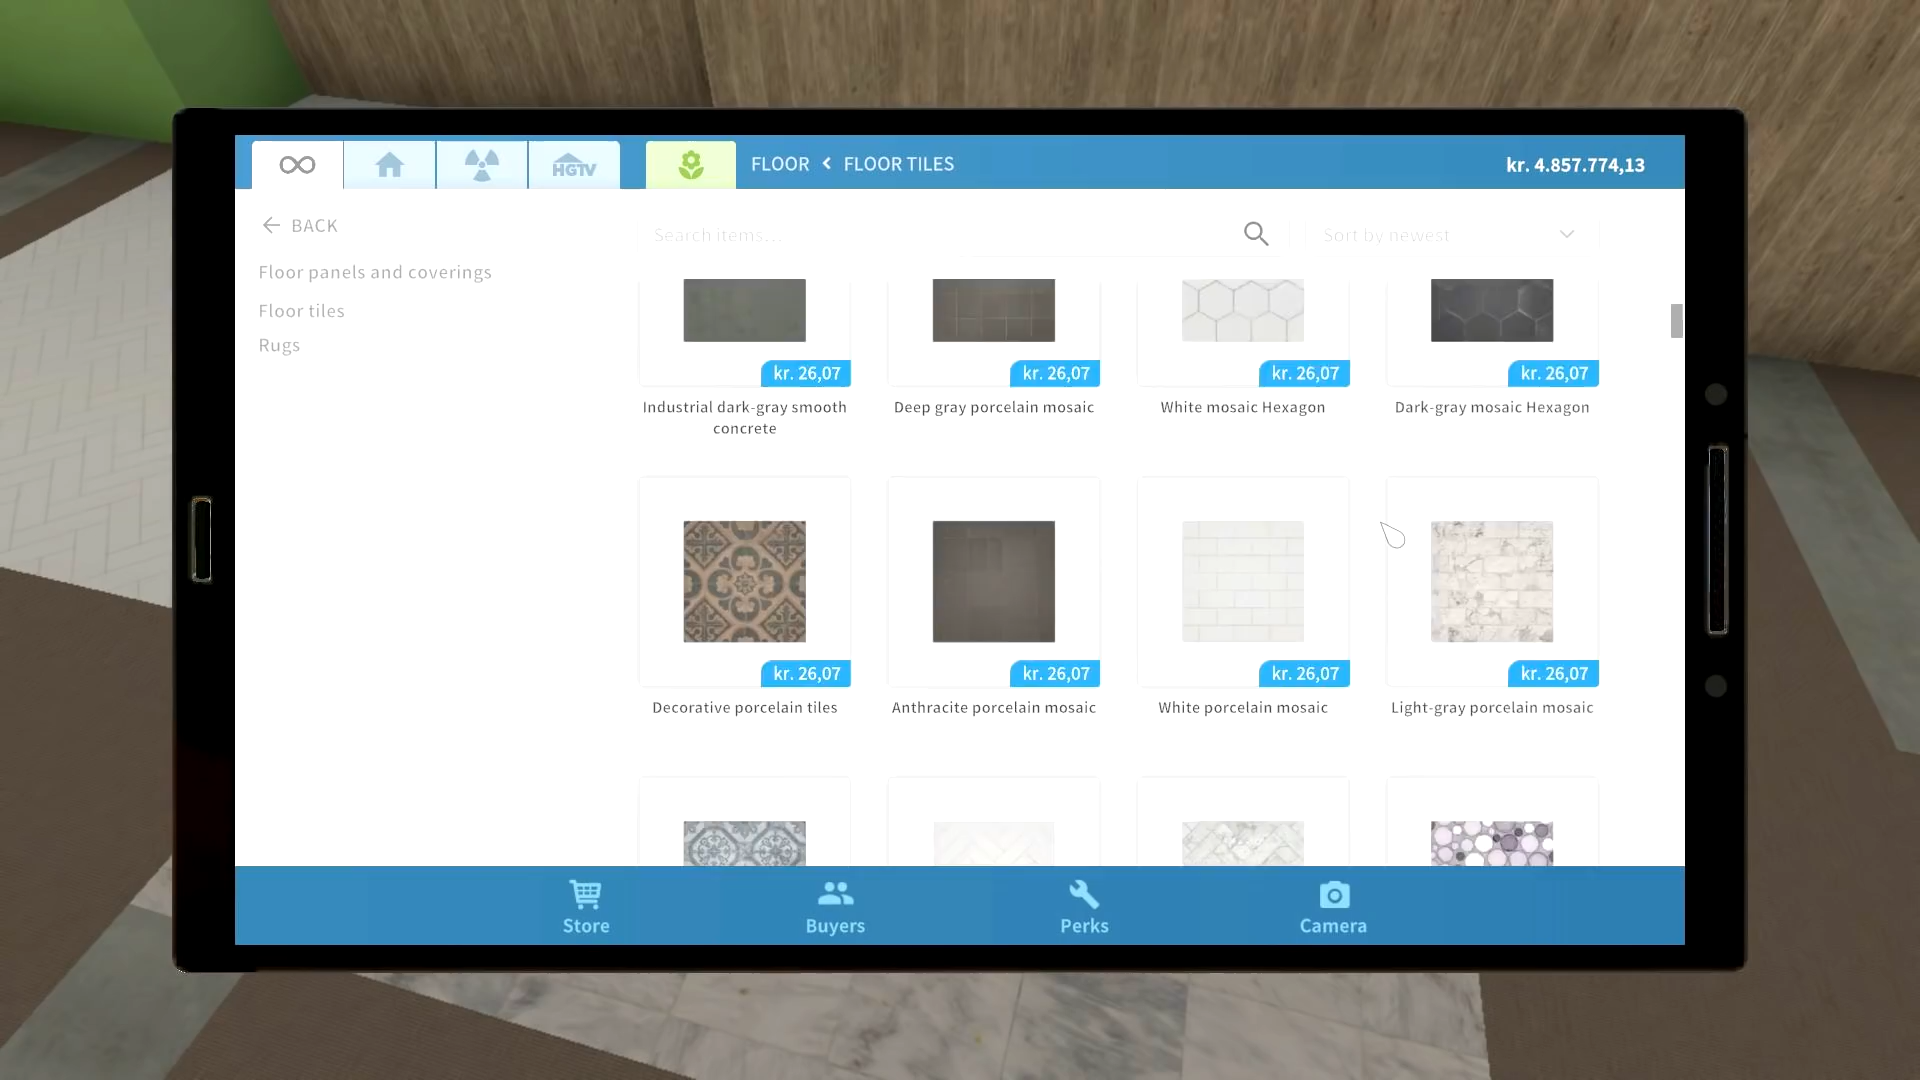 HGTV
FLOOR < FLOOR TILES
kr. 4.857.774,13
← BACK
Search items...
Sort by newest
Floor panels and coverings
Floor tiles
Rugs
kr. 26,07
kr. 26,07
kr. 26,07
kr. 26,07
Industrial dark-gray smooth
concrete
Deep gray porcelain mosaic
White mosaic Hexagon
Dark-gray mosaic Hexagon
kr. 26,07
kr. 26,07
kr. 26,07
kr. 26,07
Decorative porcelain tiles
Anthracite porcelain mosaic
White porcelain mosaic
Light-gray porcelain mosaic
Store
Buyers
Perks
Camera